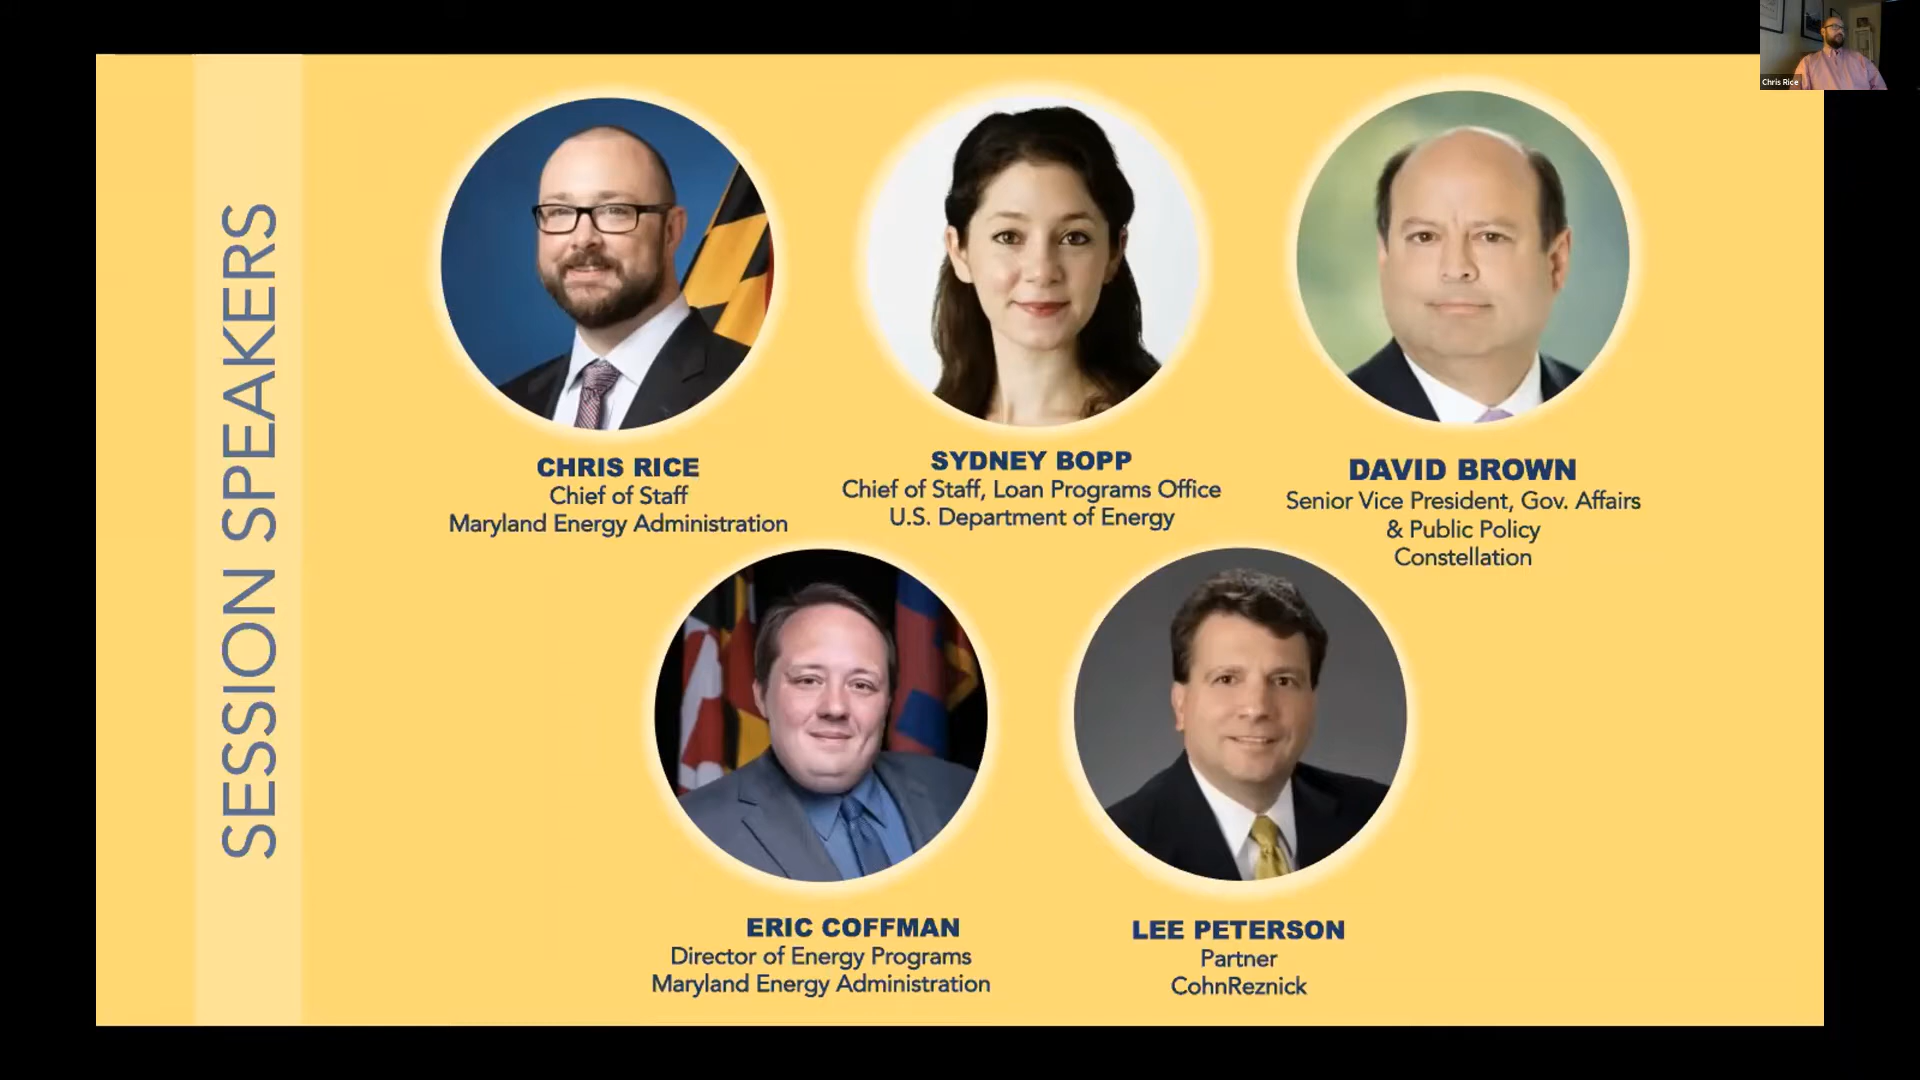 Chris Rice
SESSION SPEAKERS
CHRIS RICE
Chief of Staff
Maryland Energy Administration
SYDNEY BOPP
Chief of Staff, Loan Programs Office
U.S. Department of Energy
DAVID BROWN
Senior Vice President, Gov. Affairs
& Public Policy
Constellation
ERIC COFFMAN
Director of Energy Programs
Maryland Energy Administration
LEE PETERSON
Partner
CohnReznick